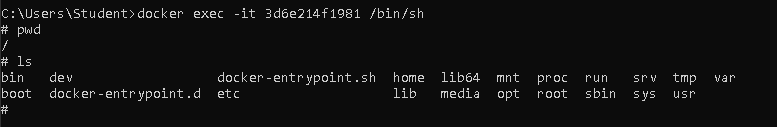 C:\Users\Student>docker exec -it 3d6e214f1981 /bin/sh
# pwd
/
# ls
bin   dev                  docker-entrypoint.sh  home  lib64  mnt  proc  run   srv  tmp  var
boot  docker-entrypoint.d  etc                   lib   media  opt  root  sbin  sys  usr
#